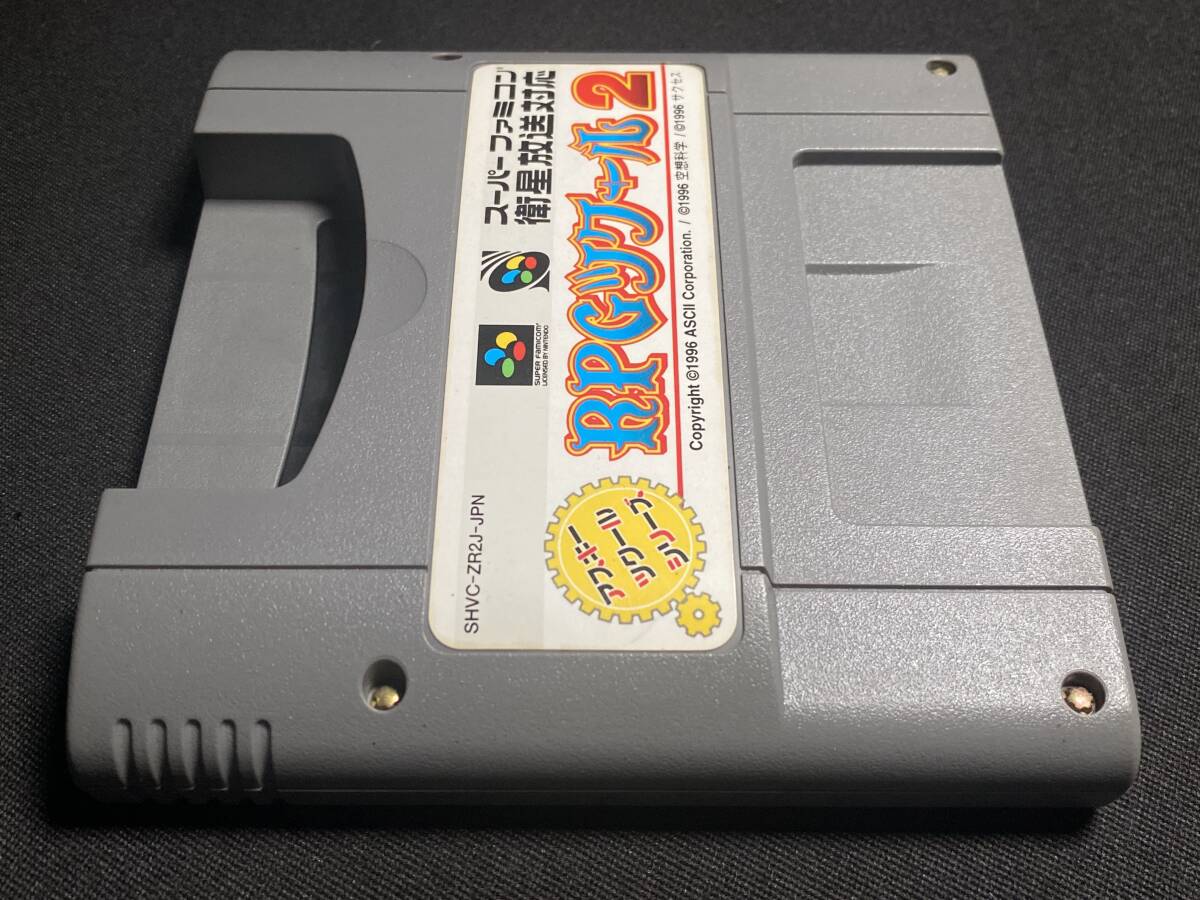 スーパーファミコン
衛星放送対応
SUPER FAMICOM
LICENSED BY NINTENDO
SHVC-ZR2J-JPN
RPGツクール2
Copyright ©1996 ASCII Corporation. / ©1996 空想科学 / ©1996 サクセス
アスキー
ツクール
シリーズ